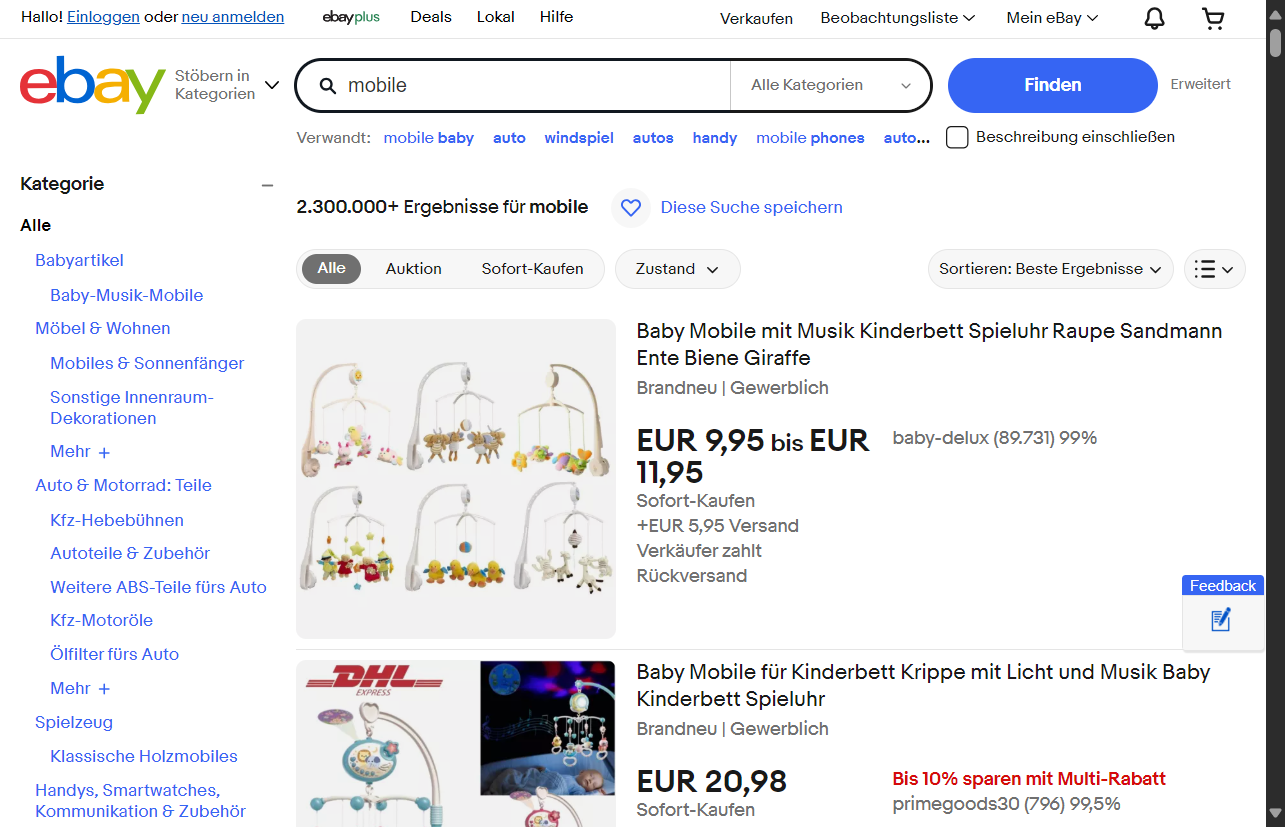 Hallo! Einloggen oder neu anmelden
ebayplus
Deals
Lokal
Hilfe
Verkaufen
Beobachtungsliste
Mein eBay
ebay
Stöbern in
Kategorien
mobile
Alle Kategorien
Finden
Erweitert
Verwandt: mobile baby auto windspiel autos handy mobile phones auto...
Beschreibung einschließen
Kategorie
Alle
Babyartikel
Baby-Musik-Mobile
Möbel & Wohnen
Mobiles & Sonnenfänger
Sonstige Innenraum-
Dekorationen
Mehr +
Auto & Motorrad: Teile
Kfz-Hebebühnen
Autoteile & Zubehör
Weitere ABS-Teile fürs Auto
Kfz-Motoröle
Ölfilter fürs Auto
Mehr +
Spielzeug
Klassische Holzmobiles
Handys, Smartwatches,
Kommunikation & Zubehör
2.300.000+ Ergebnisse für mobile
Diese Suche speichern
Alle
Auktion
Sofort-Kaufen
Zustand
Sortieren: Beste Ergebnisse
Baby Mobile mit Musik Kinderbett Spieluhr Raupe Sandmann
Ente Biene Giraffe
Brandneu | Gewerblich
EUR 9,95 bis EUR
11,95
Sofort-Kaufen
+EUR 5,95 Versand
Verkäufer zahlt
Rückversand
baby-delux (89.731) 99%
Feedback
DHL
EXPRESS
Baby Mobile für Kinderbett Krippe mit Licht und Musik Baby
Kinderbett Spieluhr
Brandneu | Gewerblich
EUR 20,98
Sofort-Kaufen
Bis 10% sparen mit Multi-Rabatt
primegoods30 (796) 99,5%